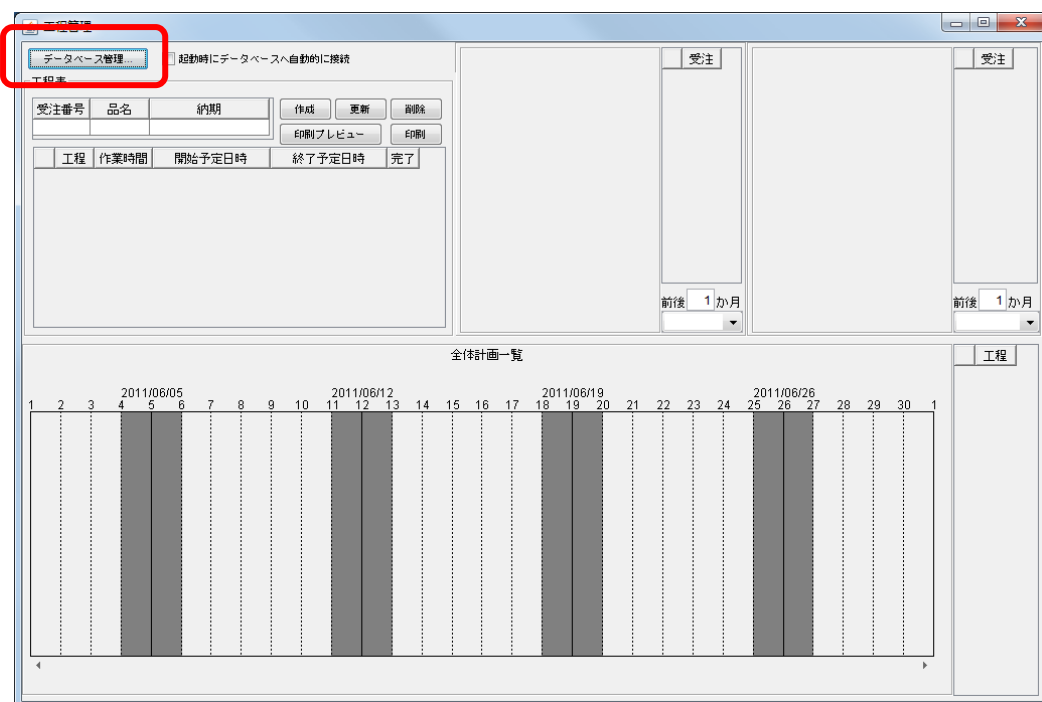 工程管理
データベース管理...
起動時にデータベースへ自動的に接続
工程表
受注番号 品名 納期
作成 更新 削除
印刷プレビュー 印刷
工程 作業時間 開始予定日時 終了予定日時 完了
受注
前後 1 か月
受注
前後 1 か月
全体計画一覧
工程
2011/06/05 2011/06/12 2011/06/19 2011/06/26
1 2 3 4 5 6 7 8 9 10 11 12 13 14 15 16 17 18 19 20 21 22 23 24 25 26 27 28 29 30 1